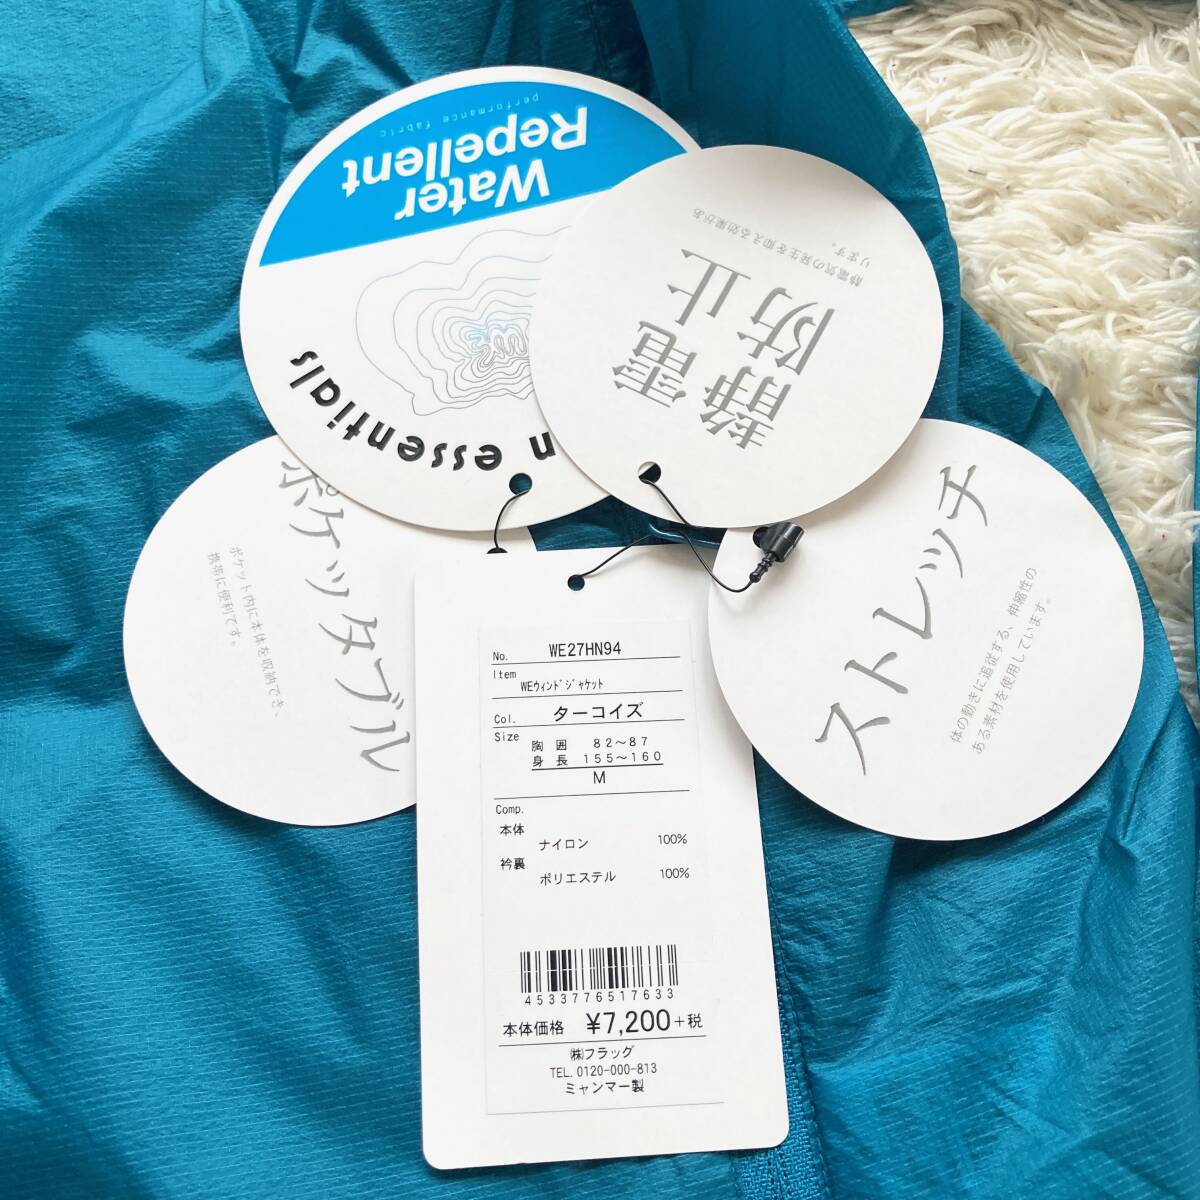 Water
Repellent
performance fabric
n essentials
静電
防止
静電気の発生を抑える効果があ
ります。
ポケッタブル
ポケット内に本体を収納でき、
携帯に便利です。
ストレッチ
体の動きに追従する、伸縮性の
ある素材を使用しています。
No. WE27HN94
Item
WEウィンドジャケット
Col. ターコイズ
Size
胸囲 82～87
身長 155～160
M
Comp.
本体
ナイロン 100%
衿裏
ポリエステル 100%
4533776517633
本体価格 ¥7,200+税
㈱フラッグ
TEL.0120-000-813
ミャンマー製